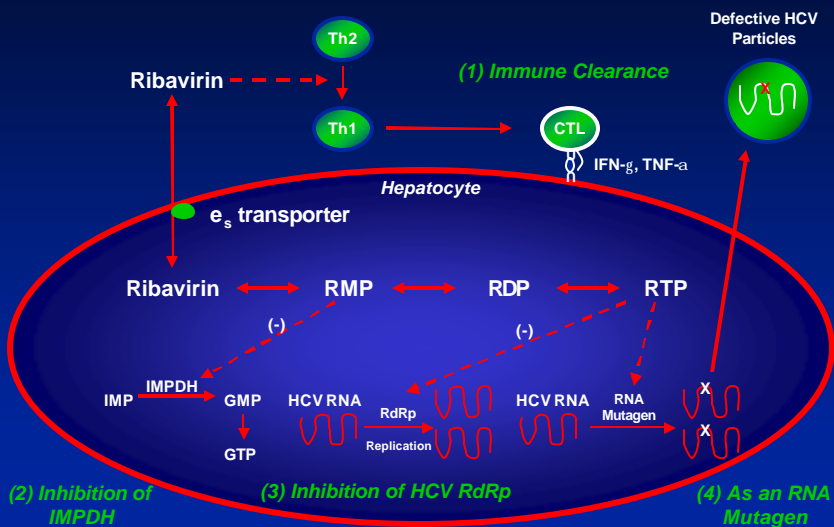 Defective HCV
Particles
Th2
(1) Immune Clearance
Ribavirin
X
Th1
CTL
IFN-g, TNF-a
Hepatocyte
es transporter
Ribavirin
RMP
RDP
RTP
(-)
(-)
IMP
IMPDH
GMP
GTP
HCV RNA
RdRp
Replication
HCV RNA
RNA
Mutagen
X
X
(2) Inhibition of
IMPDH
(3) Inhibition of HCV RdRp
(4) As an RNA
Mutagen